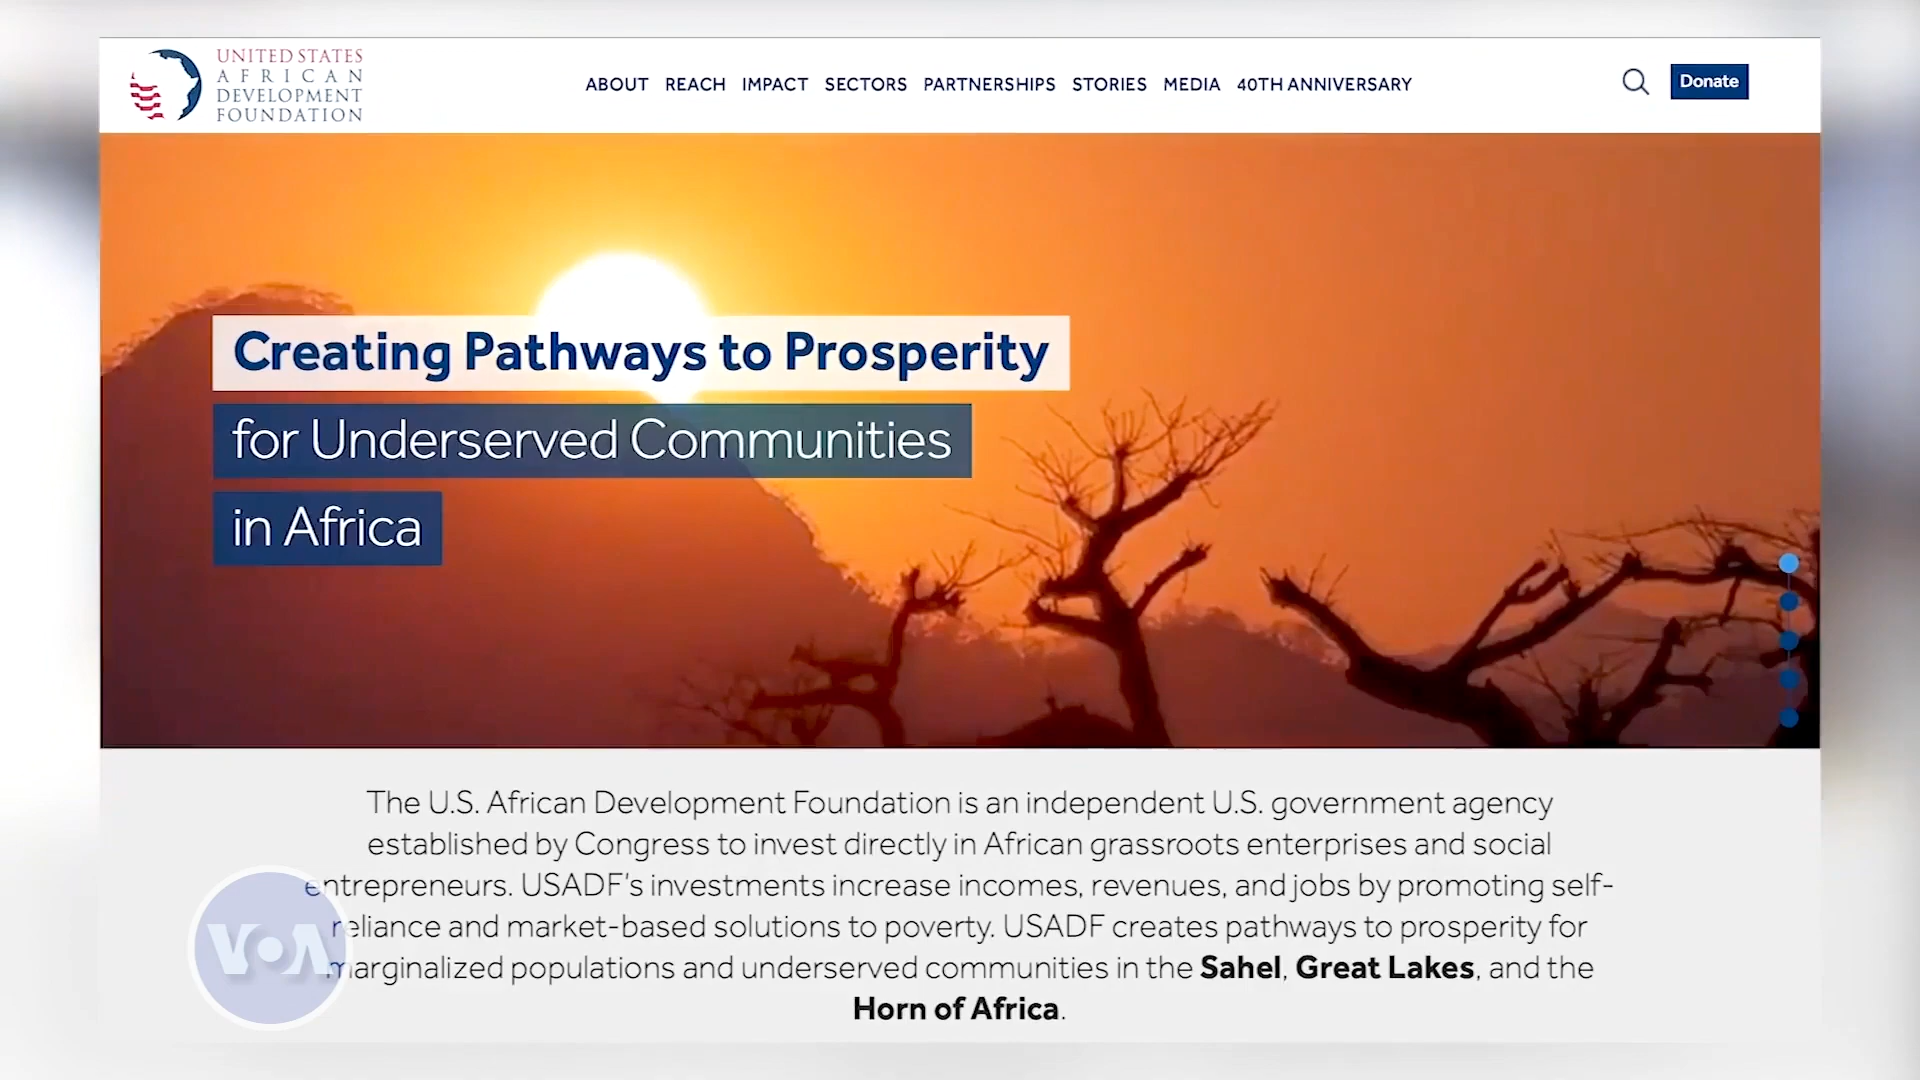 UNITED STATES
AFRICAN
DEVELOPMENT
FOUNDATION
ABOUT REACH IMPACT SECTORS PARTNERSHIPS STORIES MEDIA 40TH ANNIVERSARY
Donate
Creating Pathways to Prosperity
for Underserved Communities
in Africa
The U.S. African Development Foundation is an independent U.S. government agency
established by Congress to invest directly in African grassroots enterprises and social
entrepreneurs. USADF's investments increase incomes, revenues, and jobs by promoting self-
reliance and market-based solutions to poverty. USADF creates pathways to prosperity for
marginalized populations and underserved communities in the Sahel, Great Lakes, and the
Horn of Africa.
VOA